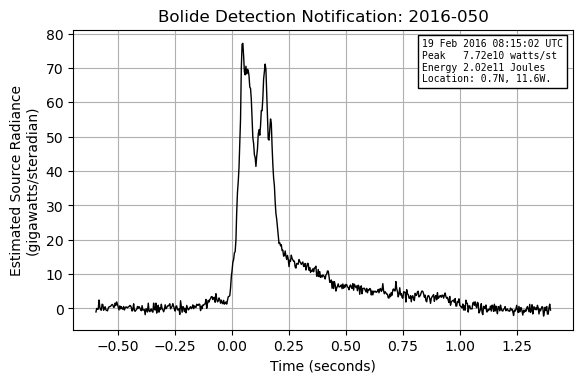 Bolide Detection Notification: 2016-050
19 Feb 2016 08:15:02 UTC
Peak   7.72e10 watts/st
Energy 2.02e11 Joules
Location: 0.7N, 11.6W.
Estimated Source Radiance
(gigawatts/steradian)
80
70
60
50
40
30
20
10
0
−0.50 −0.25 0.00 0.25 0.50 0.75 1.00 1.25
Time (seconds)